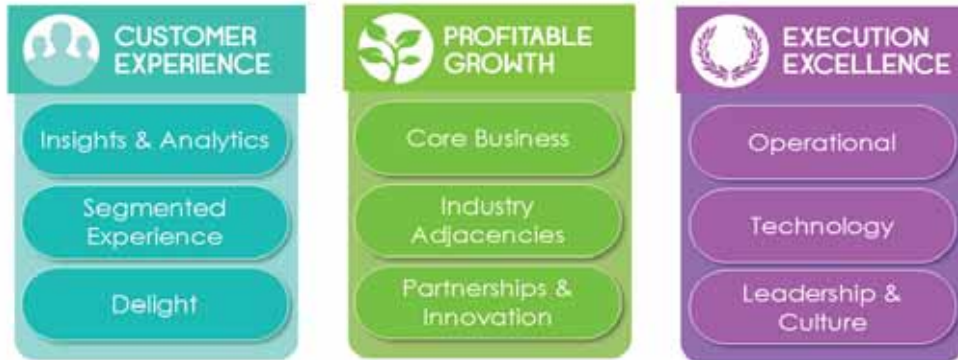 CUSTOMER
EXPERIENCE
Insights & Analytics
Segmented
Experience
Delight
PROFITABLE
GROWTH
Core Business
Industry
Adjacencies
Partnerships &
Innovation
EXECUTION
EXCELLENCE
Operational
Technology
Leadership &
Culture